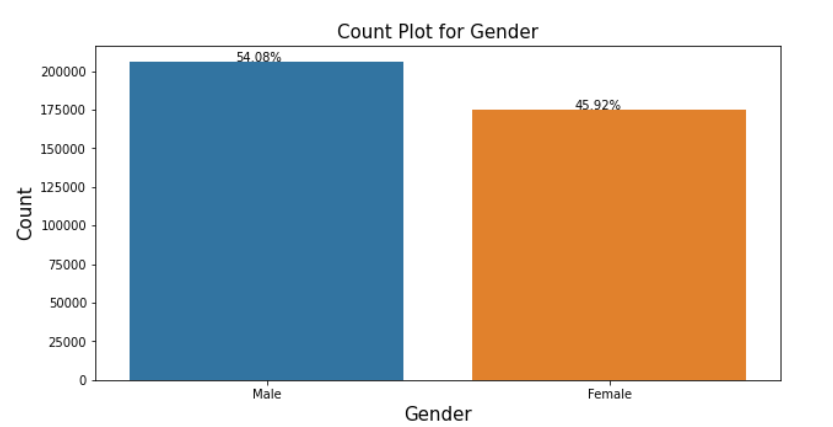 Count Plot for Gender
54.08%
45.92%
200000
175000
150000
125000
100000
75000
50000
25000
0
Count
Male
Female
Gender